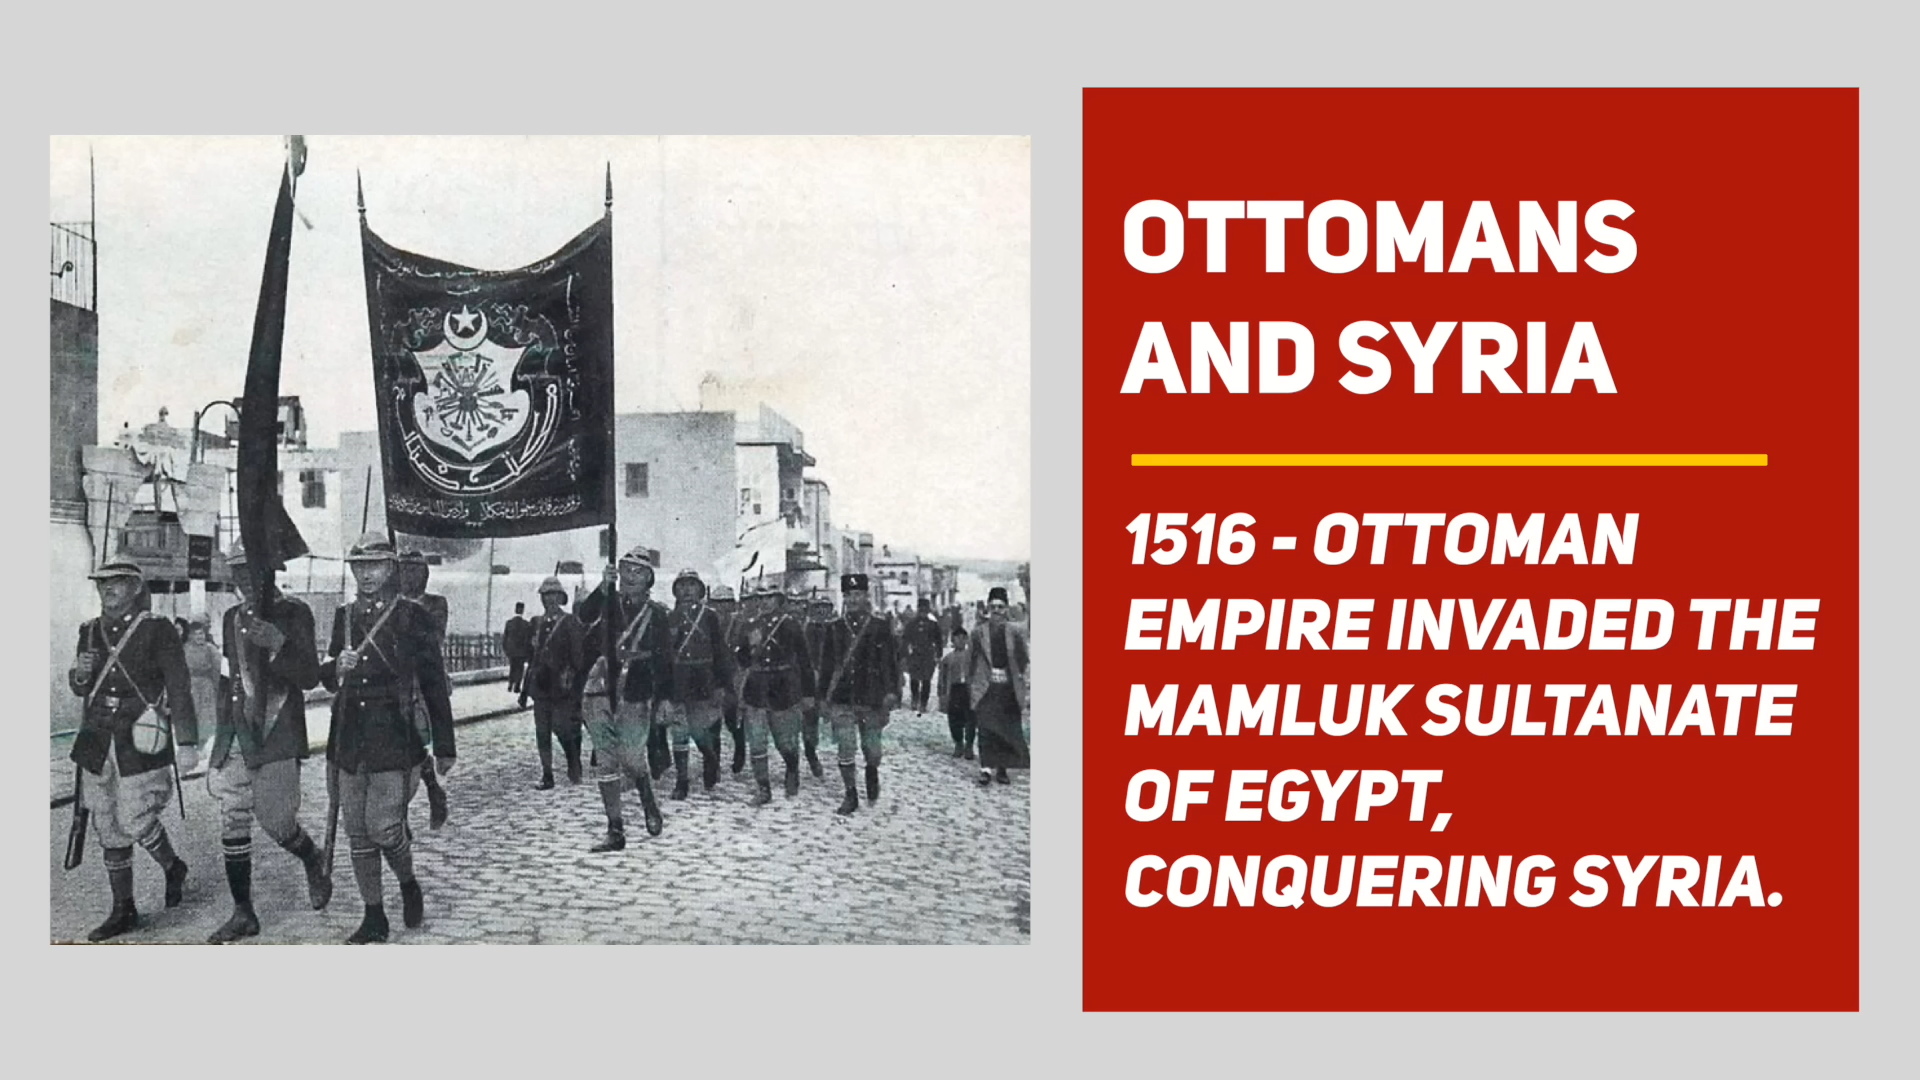 OTTOMANS
AND SYRIA
1516 - OTTOMAN
EMPIRE INVADED THE
MAMLUK SULTANATE
OF EGYPT,
CONQUERING SYRIA.